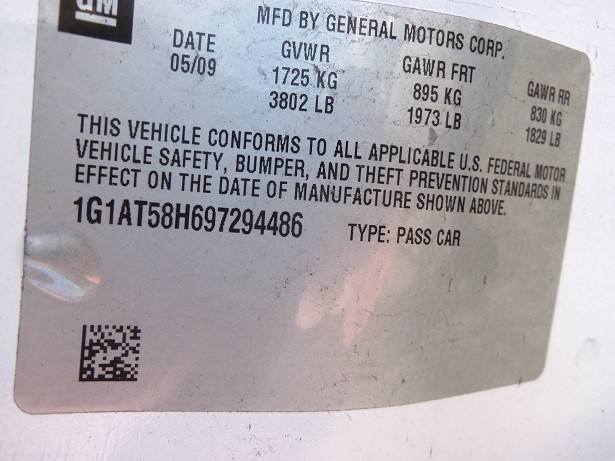 GM
MFD BY GENERAL MOTORS CORP.
DATE GVWR GAWR FRT GAWR RR
05/09 1725 KG 895 KG 830 KG
3802 LB 1973 LB 1829 LB
THIS VEHICLE CONFORMS TO ALL APPLICABLE U.S. FEDERAL MOTOR
VEHICLE SAFETY, BUMPER, AND THEFT PREVENTION STANDARDS IN
EFFECT ON THE DATE OF MANUFACTURE SHOWN ABOVE.
1G1AT58H697294486 TYPE: PASS CAR